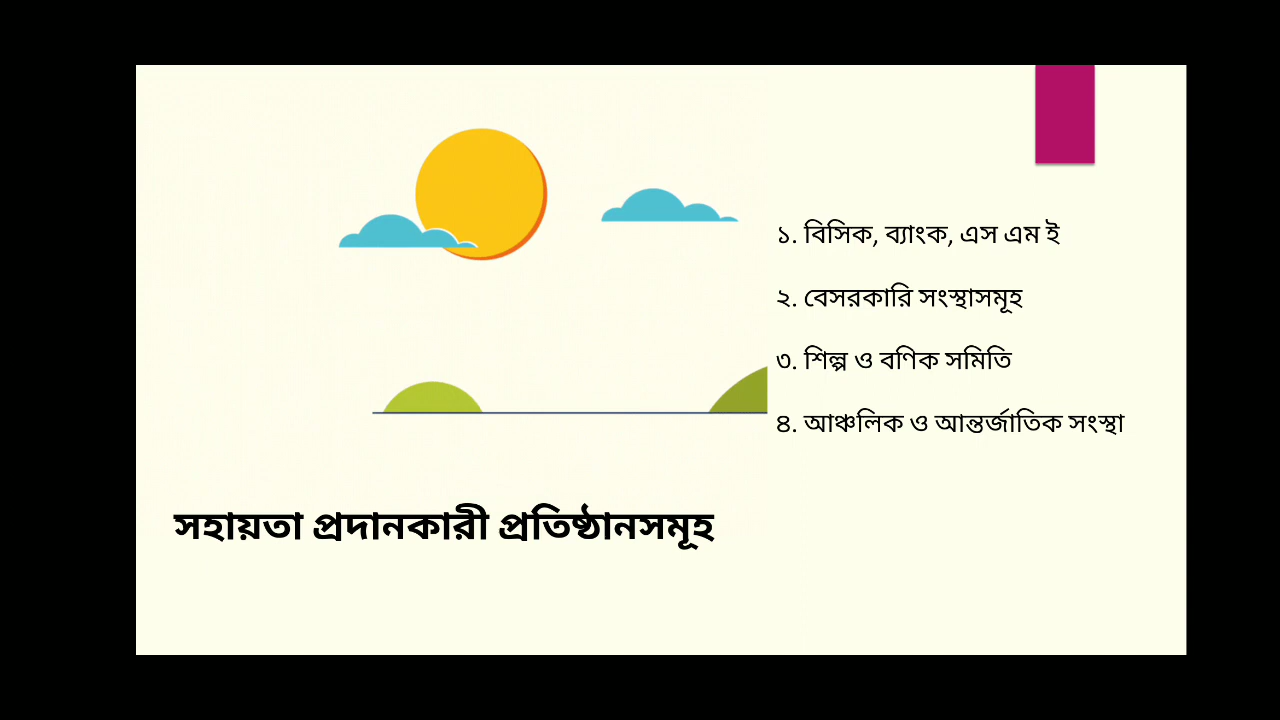 ১. বিসিক, ব্যাংক, এস এম ই
২. বেসরকারি সংস্থাসমূহ
৩. শিল্প ও বণিক সমিতি
৪. আঞ্চলিক ও আন্তর্জাতিক সংস্থা
সহায়তা প্রদানকারী প্রতিষ্ঠানসমূহ